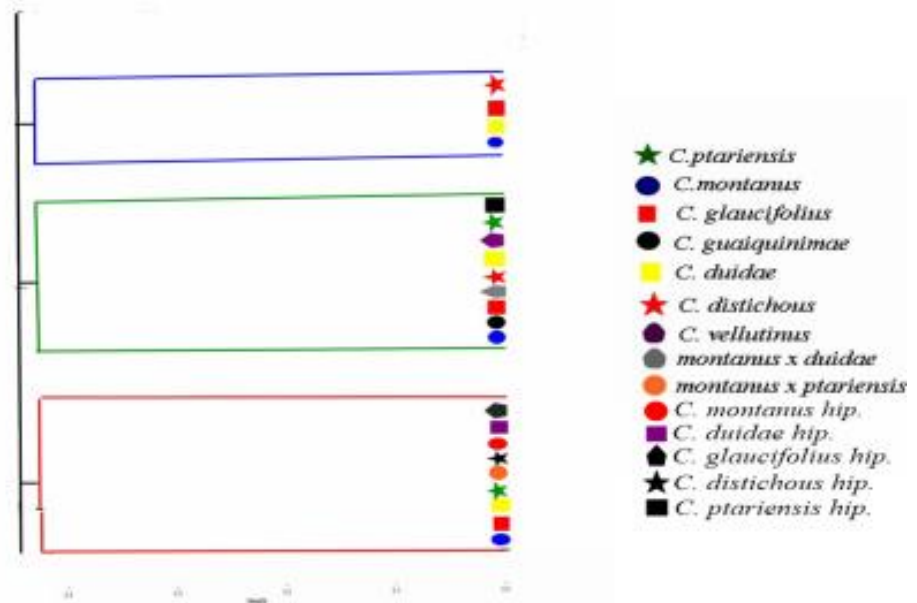 C.ptariensis
C.montanus
C. glaucifolius
C. guaiquinimae
C. duidae
C. distichous
C. vellutinus
montanus x duidae
montanus x ptariensis
C. montanus hip.
C. duidae hip.
C. glaucifolius hip.
C. distichous hip.
C. ptariensis hip.